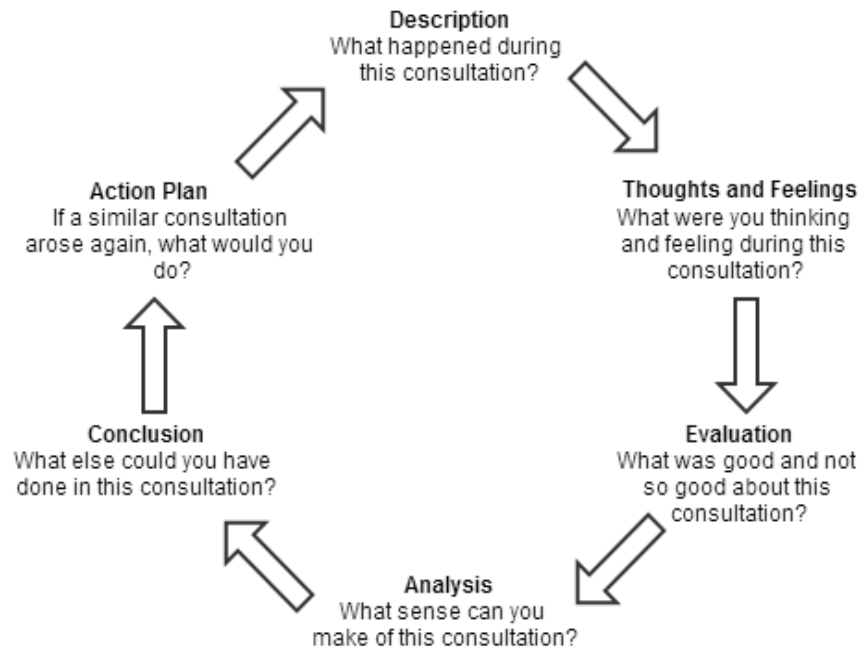 Description
What happened during
this consultation?
Thoughts and Feelings
What were you thinking
and feeling during this
consultation?
Evaluation
What was good and not
so good about this
consultation?
Analysis
What sense can you
make of this consultation?
Conclusion
What else could you have
done in this consultation?
Action Plan
If a similar consultation
arose again, what would you
do?